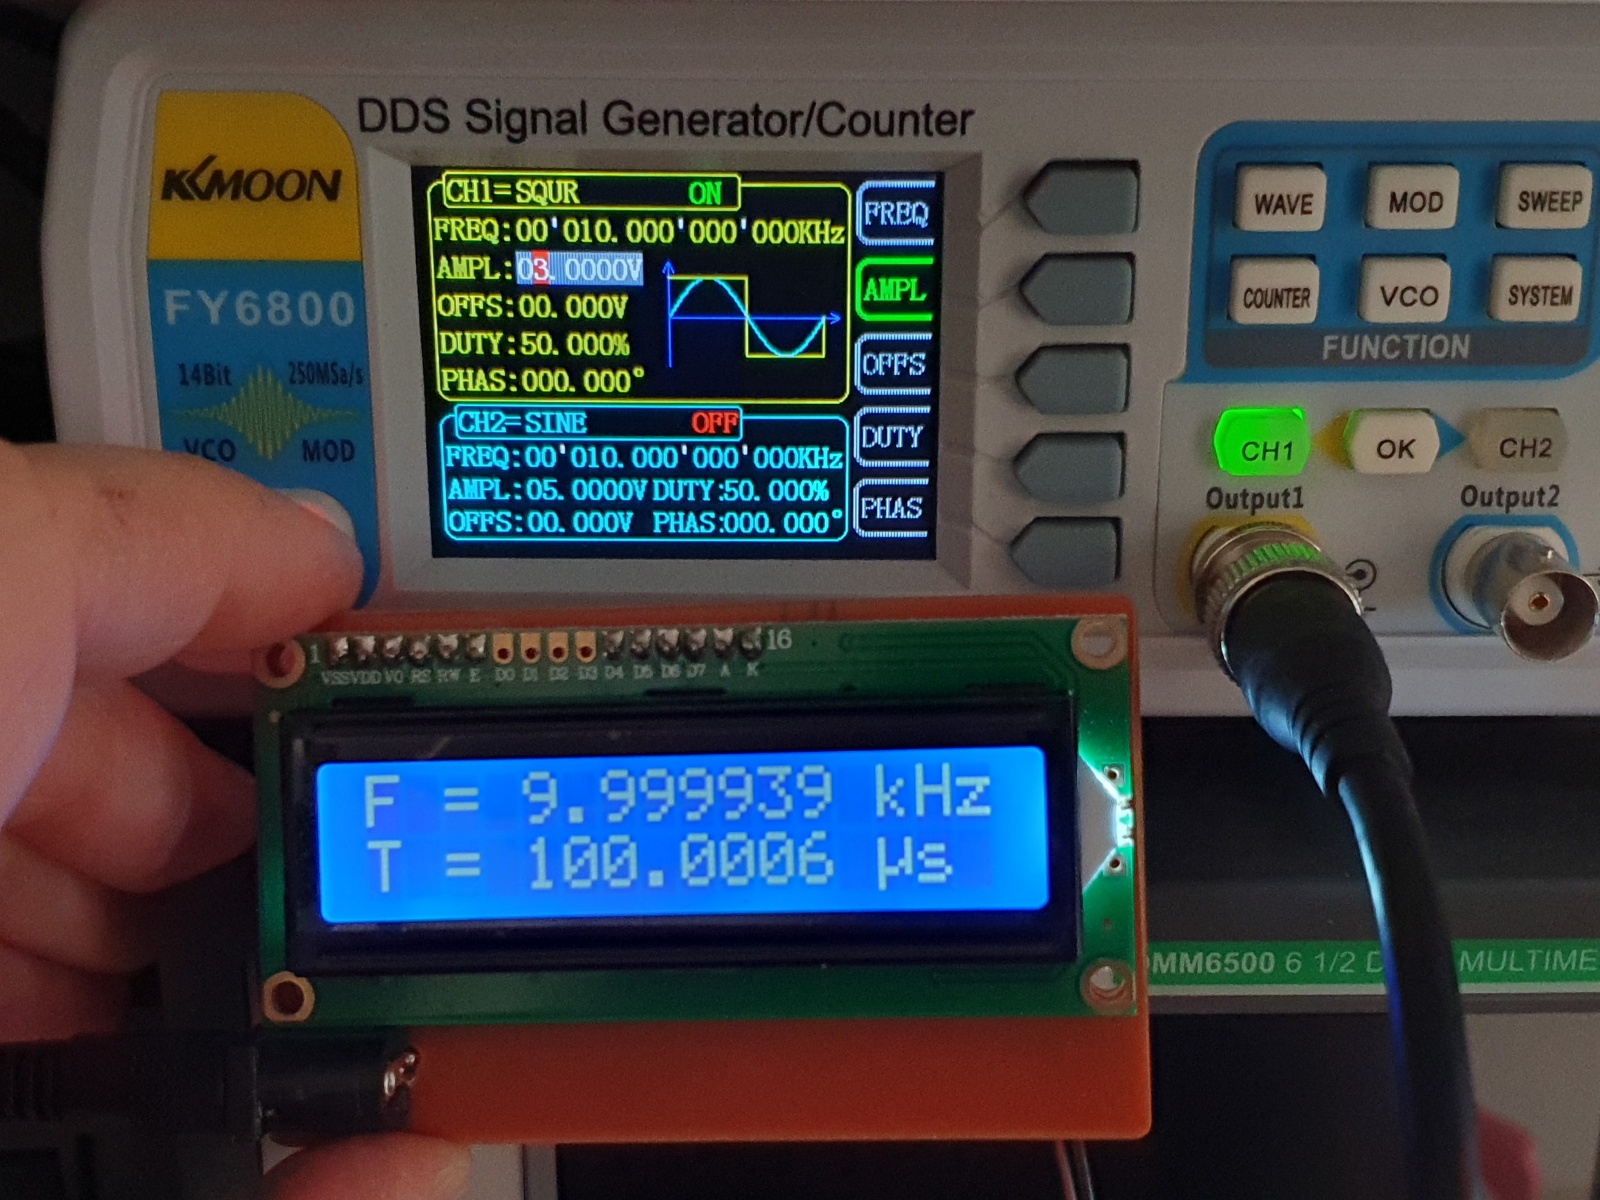 DDS Signal Generator/Counter
KKMOON
FY6800
14Bit 250MSa/s
VCO MOD
CH1=SQUR ON
FREQ:00'010.000'000'000KHz
AMPL:03.0000V
OFFS:00.000V
DUTY:50.000%
PHAS:000.000°
CH2=SINE OFF
FREQ:00'010.000'000'000KHz
AMPL:05.0000V DUTY:50.000%
OFFS:00.000V PHAS:000.000°
FREQ
AMPL
OFFS
DUTY
PHAS
WAVE MOD SWEEP
COUNTER VCO SYSTEM
FUNCTION
CH1 OK CH2
Output1 Output2
1 16
VSS VDD VO RS RW E D0 D1 D2 D3 D4 D5 D6 D7 A K
F = 9.999939 kHz
T = 100.0006 µs
DMM6500 6 1/2 MULTIME